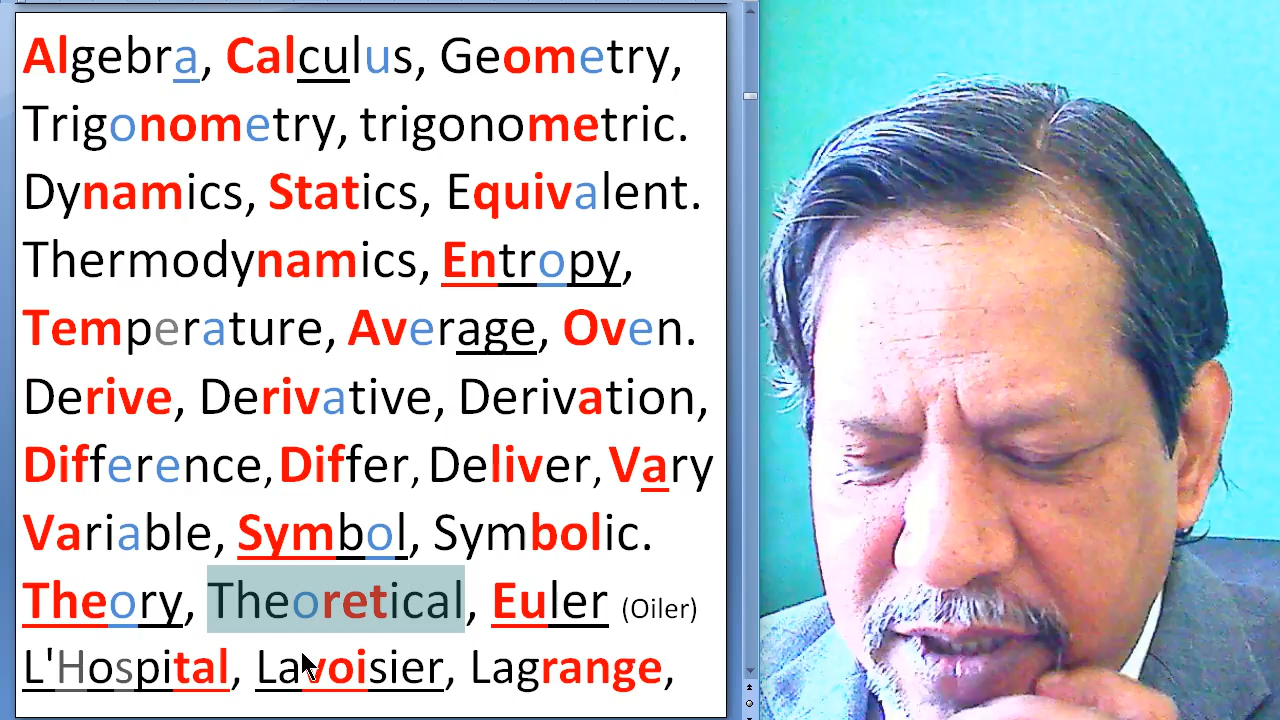 Algebra, Calculus, Geometry,
Trigonometry, trigonometric.
Dynamics, Statics, Equivalent.
Thermodynamics, Entropy,
Temperature, Average, Oven.
Derive, Derivative, Derivation,
Difference, Differ, Deliver, Vary
Variable, Symbol, Symbolic.
Theory, Theoretical, Euler (Oiler)
L'Hospital, Lavoisier, Lagrange,